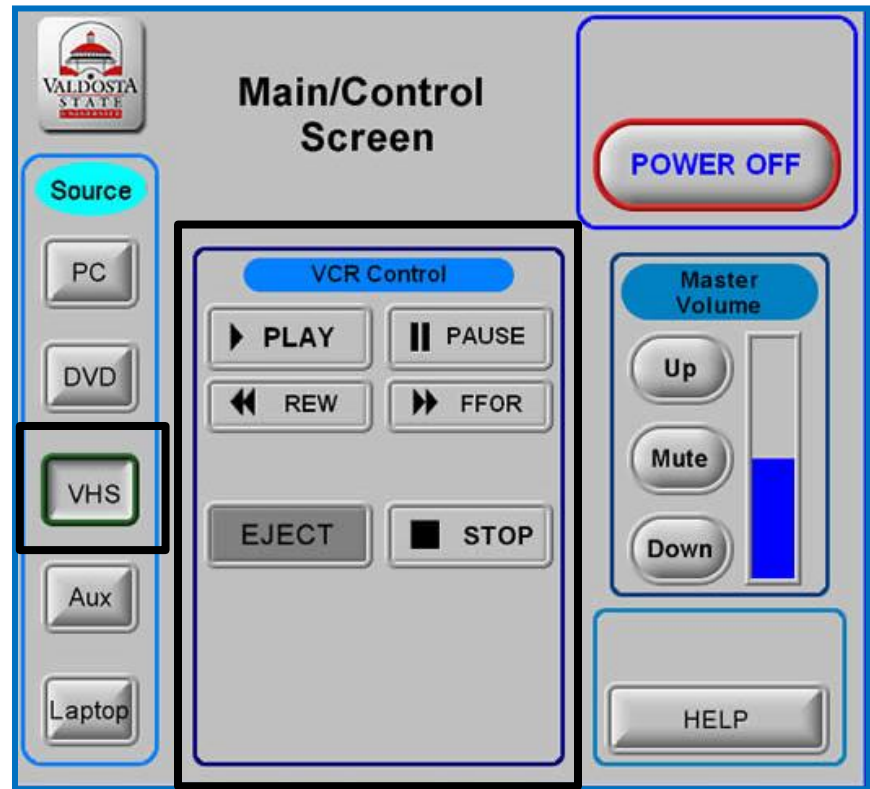 VALDOSTA
STATE
UNIVERSITY
Main/Control
Screen
POWER OFF
Source
PC
DVD
VHS
Aux
Laptop
VCR Control
PLAY
PAUSE
REW
FFOR
EJECT
STOP
Master
Volume
Up
Mute
Down
HELP